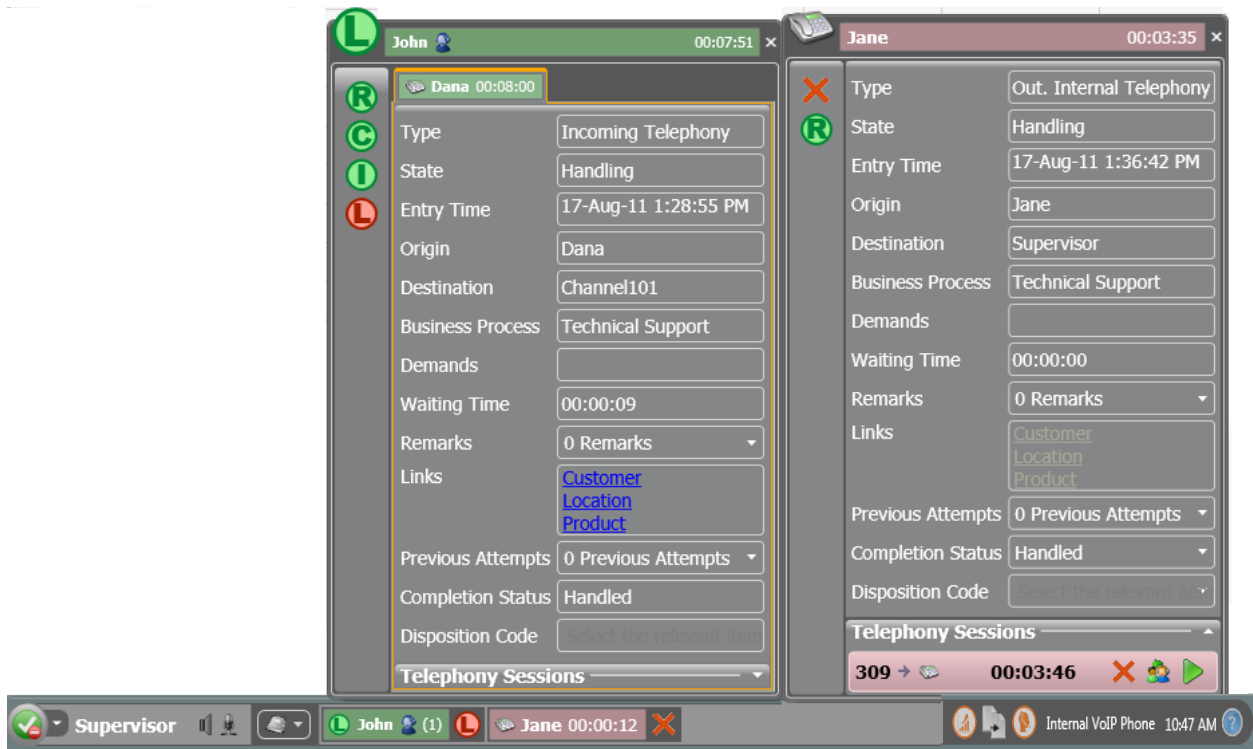 L John 00:07:51 ×
R
C
I
L
Dana 00:08:00
Type Incoming Telephony
State Handling
Entry Time 17-Aug-11 1:28:55 PM
Origin Dana
Destination Channel101
Business Process Technical Support
Demands
Waiting Time 00:00:09
Remarks 0 Remarks
Links Customer
Location
Product
Previous Attempts 0 Previous Attempts
Completion Status Handled
Disposition Code Select the relevant item
Telephony Sessions
Jane 00:03:35 ×
R
Type Out. Internal Telephony
State Handling
Entry Time 17-Aug-11 1:36:42 PM
Origin Jane
Destination Supervisor
Business Process Technical Support
Demands
Waiting Time 00:00:00
Remarks 0 Remarks
Links Customer
Location
Product
Previous Attempts 0 Previous Attempts
Completion Status Handled
Disposition Code Select the relevant item
Telephony Sessions
309 → 00:03:46
Supervisor L John (1) L Jane 00:00:12 Internal VoIP Phone 10:47 AM ?